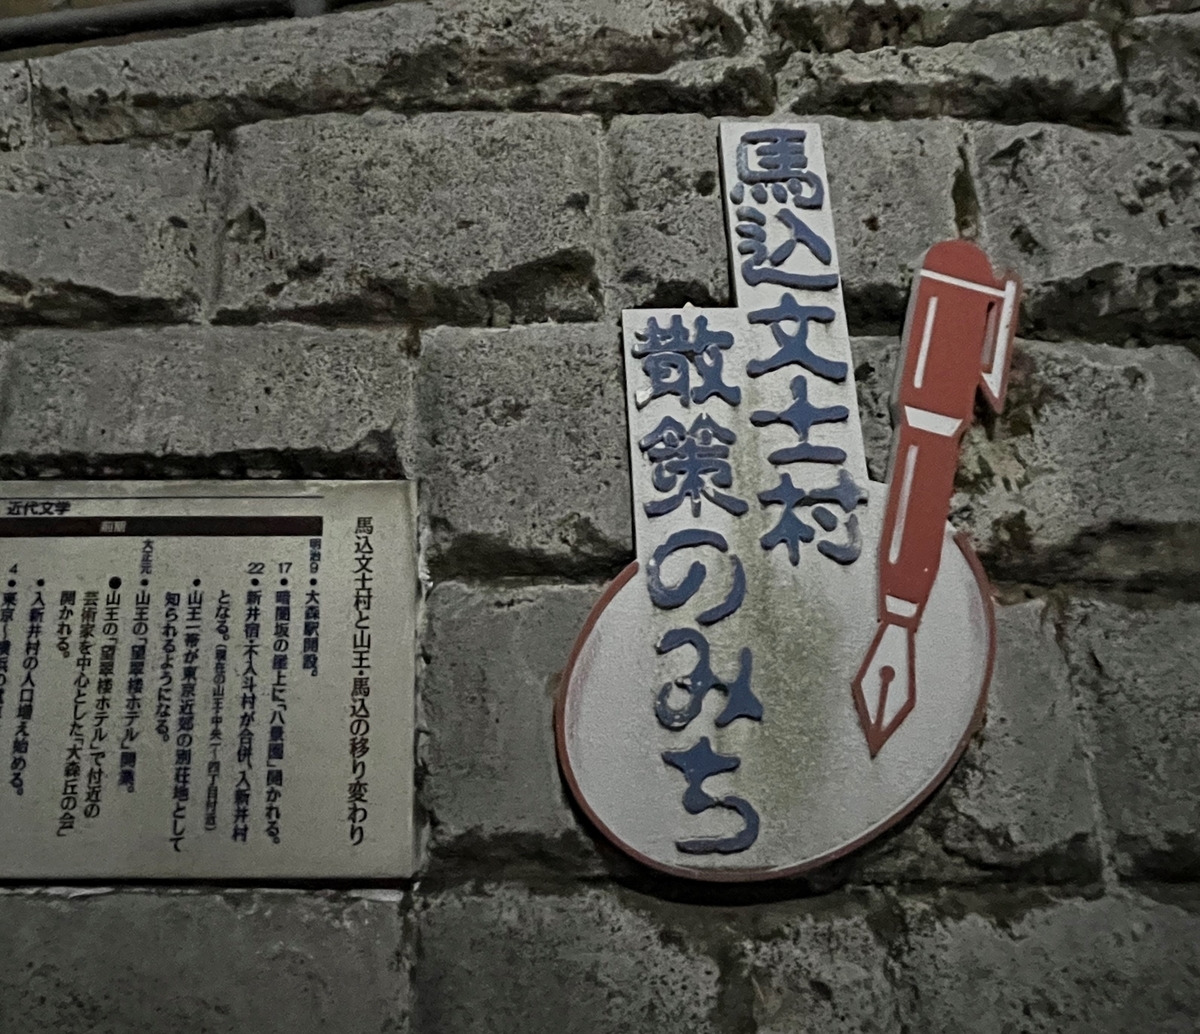 馬込文士村
散策のみち
馬込文士村と山王・馬込の移り変わり
近代文学
前期
明治9 ●大森駅開設。
17 ●暗闇坂の崖上に「八景園」開かれる。
22 ●新井宿・不入斗村が合併、入新井村
となる。
●山王一帯が東京近郊の別荘地として
知られるようになる。
大正元 ●山王の「望翠楼ホテル」開業。
●山王の「望翠楼ホテル」で付近の
芸術家を中心とした「大森丘の会」
開かれる。
●入新井村の人口増え始める。
4 ●東京〜横浜の